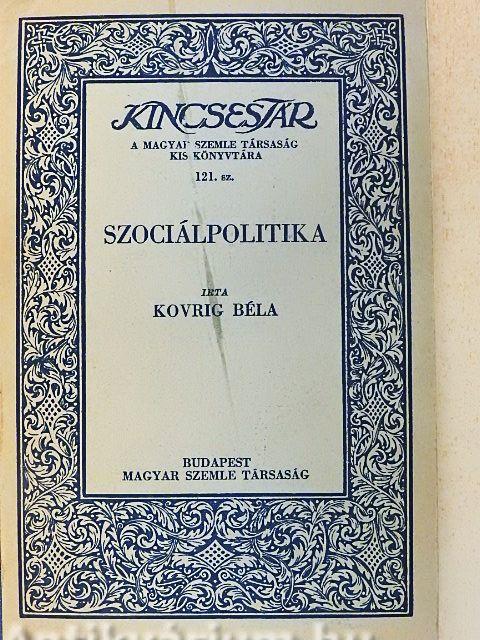 KINCSESTÁR
A MAGYAR SZEMLE TÁRSASÁG
KIS KÖNYVTÁRA
121. sz.
SZOCIÁLPOLITIKA
IRTA
KOVRIG BÉLA
BUDAPEST
MAGYAR SZEMLE TÁRSASÁG